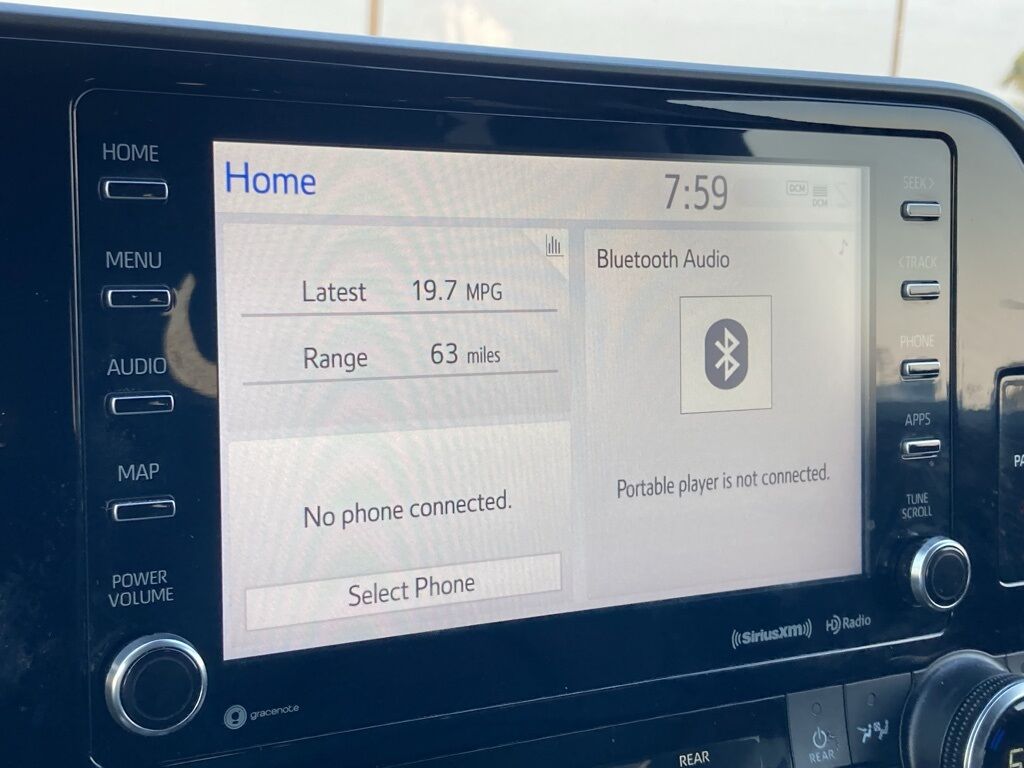 HOME
MENU
AUDIO
MAP
POWER
VOLUME
Home
7:59
DCM
DCM
Latest 19.7 MPG
Range 63 miles
No phone connected.
Select Phone
Bluetooth Audio
Portable player is not connected.
SEEK >
< TRACK
PHONE
APPS
TUNE
SCROLL
gracenote
((SiriusXM))
HD Radio
REAR
REAR